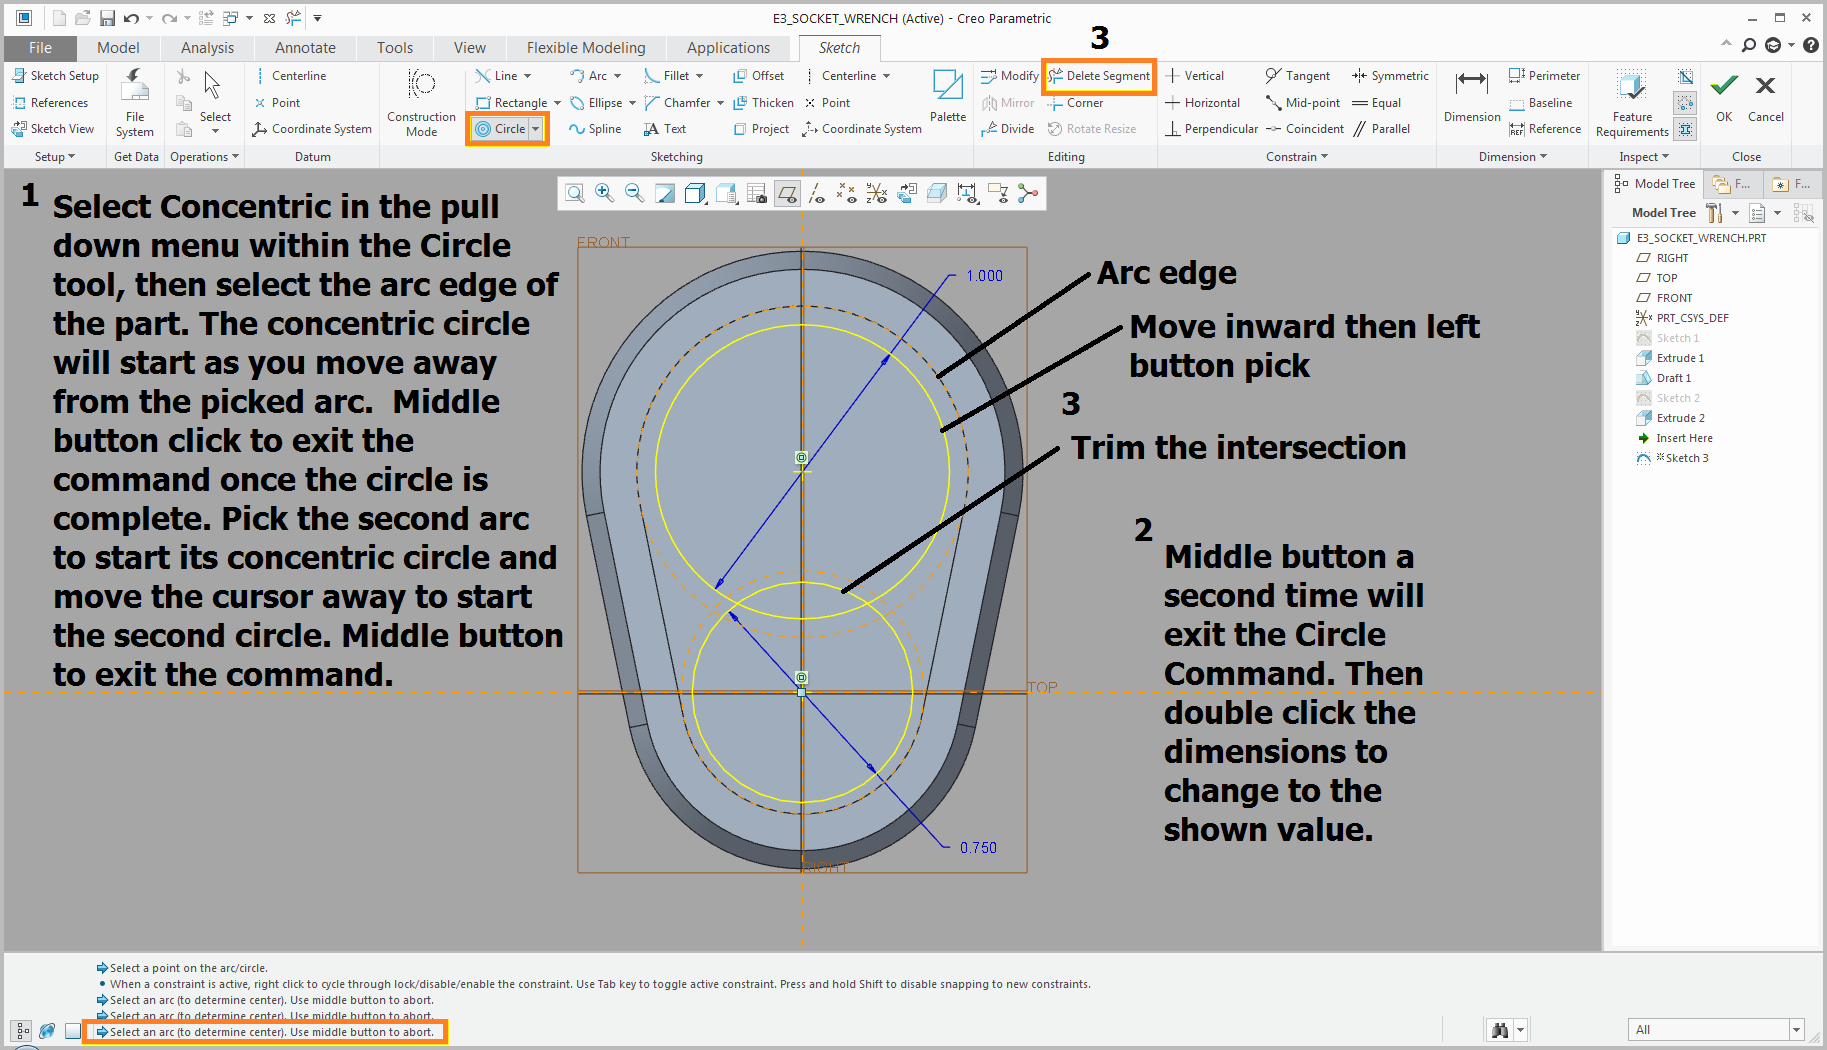 E3_SOCKET_WRENCH (Active) - Creo Parametric
File Model Analysis Annotate Tools View Flexible Modeling Applications Sketch
3
Sketch Setup
References
Sketch View
Setup
File System
Get Data
Select
Operations
Centerline
Point
Coordinate System
Datum
Construction Mode
Line Arc Fillet Offset Centerline
Rectangle Ellipse Chamfer Thicken Point
Circle Spline Text Project Coordinate System
Palette
Sketching
Modify Delete Segment
Mirror Corner
Divide Rotate Resize
Editing
Vertical Tangent Symmetric
Horizontal Mid-point Equal
Perpendicular Coincident Parallel
Constrain
Dimension
Perimeter
Baseline
REF Reference
Dimension
Feature Requirements
Inspect
OK Cancel
Close
1
Select Concentric in the pull
down menu within the Circle
tool, then select the arc edge of
the part. The concentric circle
will start as you move away
from the picked arc.  Middle
button click to exit the
command once the circle is
complete. Pick the second arc
to start its concentric circle and
move the cursor away to start
the second circle. Middle button
to exit the command.
FRONT
1.000
Arc edge
Move inward then left
button pick
3
Trim the intersection
2
Middle button a
second time will
exit the Circle
Command. Then
double click the
dimensions to
change to the
shown value.
TOP
0.750
RIGHT
Model Tree F... F...
Model Tree
E3_SOCKET_WRENCH.PRT
RIGHT
TOP
FRONT
PRT_CSYS_DEF
Sketch 1
Extrude 1
Draft 1
Sketch 2
Extrude 2
Insert Here
※Sketch 3
Select a point on the arc/circle.
• When a constraint is active, right click to cycle through lock/disable/enable the constraint. Use Tab key to toggle active constraint. Press and hold Shift to disable snapping to new constraints.
Select an arc (to determine center). Use middle button to abort.
Select an arc (to determine center). Use middle button to abort.
Select an arc (to determine center). Use middle button to abort.
All